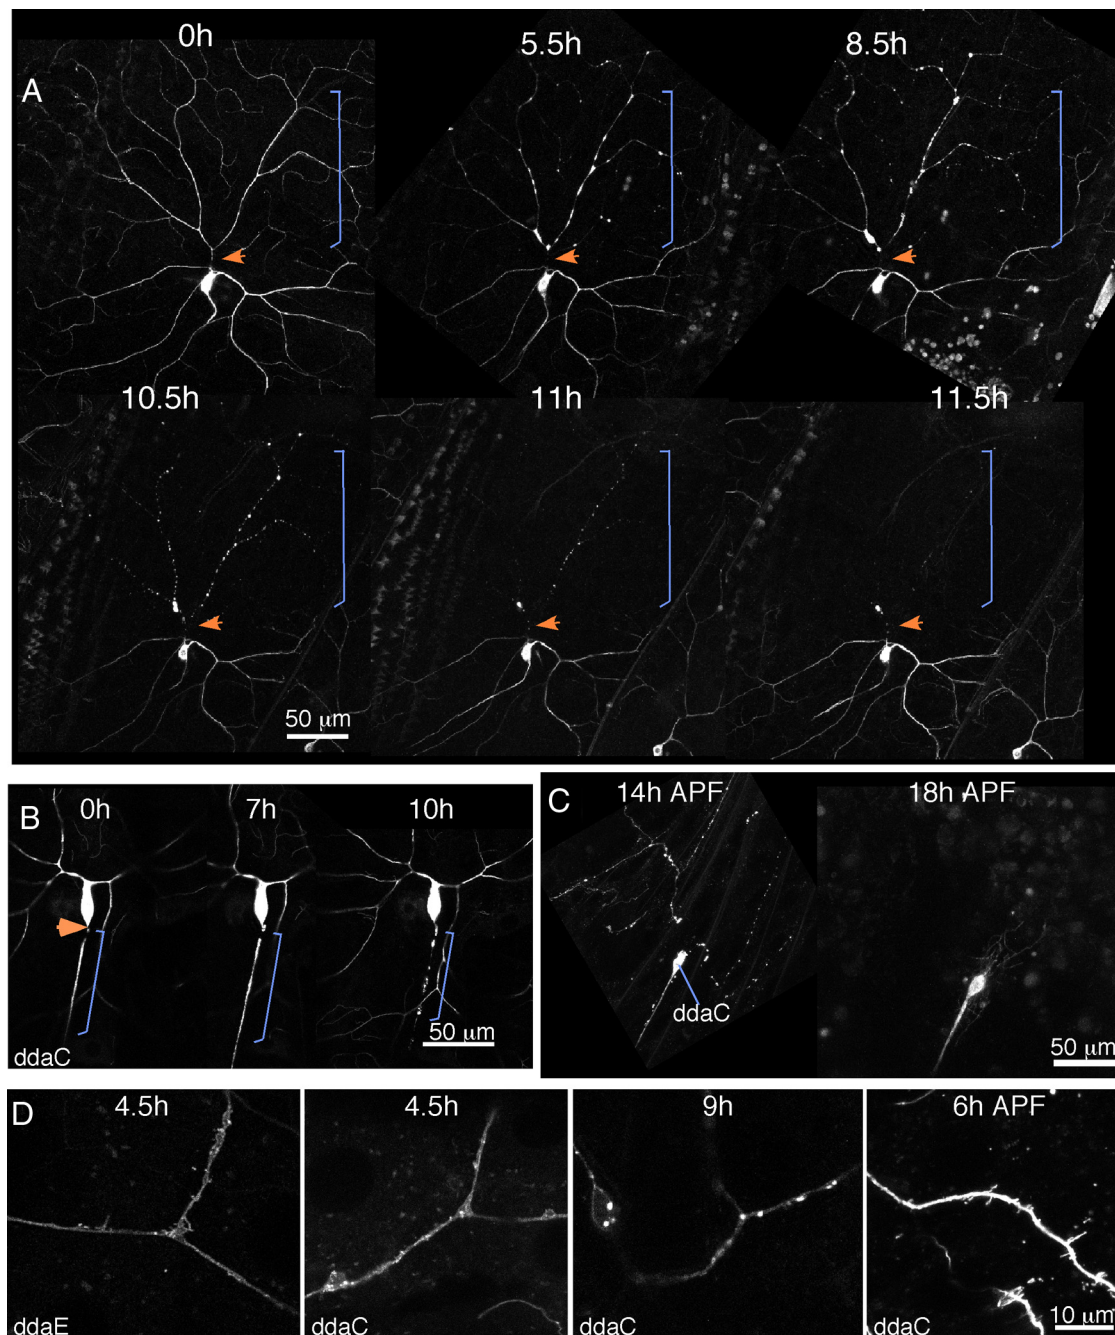 A
0h
5.5h
8.5h
10.5h
11h
11.5h
50 μm
B
0h
7h
10h
ddaC
50 μm
C
14h APF
18h APF
ddaC
50 μm
D
4.5h
4.5h
9h
6h APF
ddaE
ddaC
ddaC
ddaC
10 μm